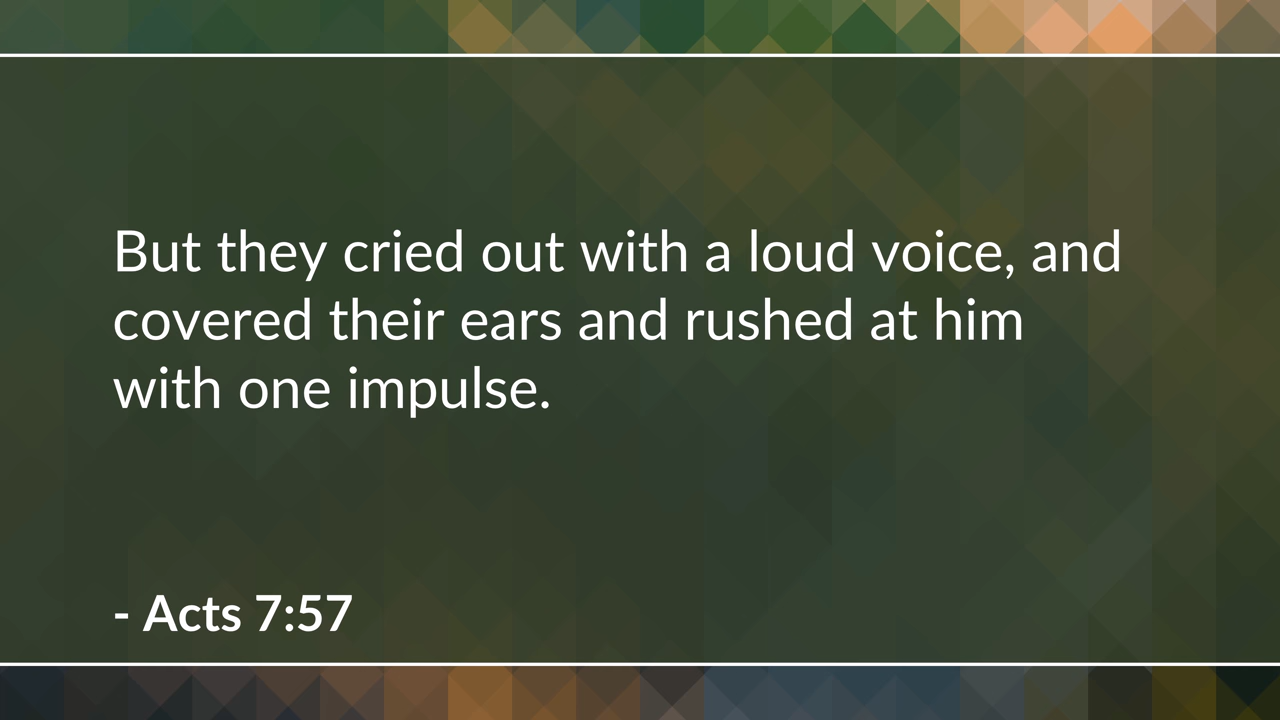 But they cried out with a loud voice, and
covered their ears and rushed at him
with one impulse.
- Acts 7:57